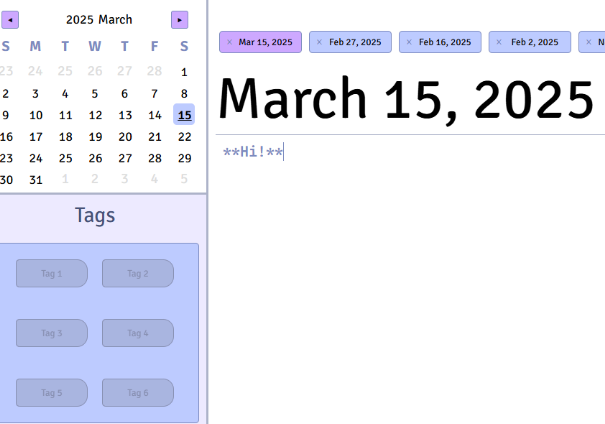 ◂ 2025 March ▸
S M T W T F S
23 24 25 26 27 28 1
2 3 4 5 6 7 8
9 10 11 12 13 14 15
16 17 18 19 20 21 22
23 24 25 26 27 28 29
30 31 1 2 3 4 5
Tags
Tag 1 Tag 2
Tag 3 Tag 4
Tag 5 Tag 6
× Mar 15, 2025 × Feb 27, 2025 × Feb 16, 2025 × Feb 2, 2025 × N
March 15, 2025
**Hi!**